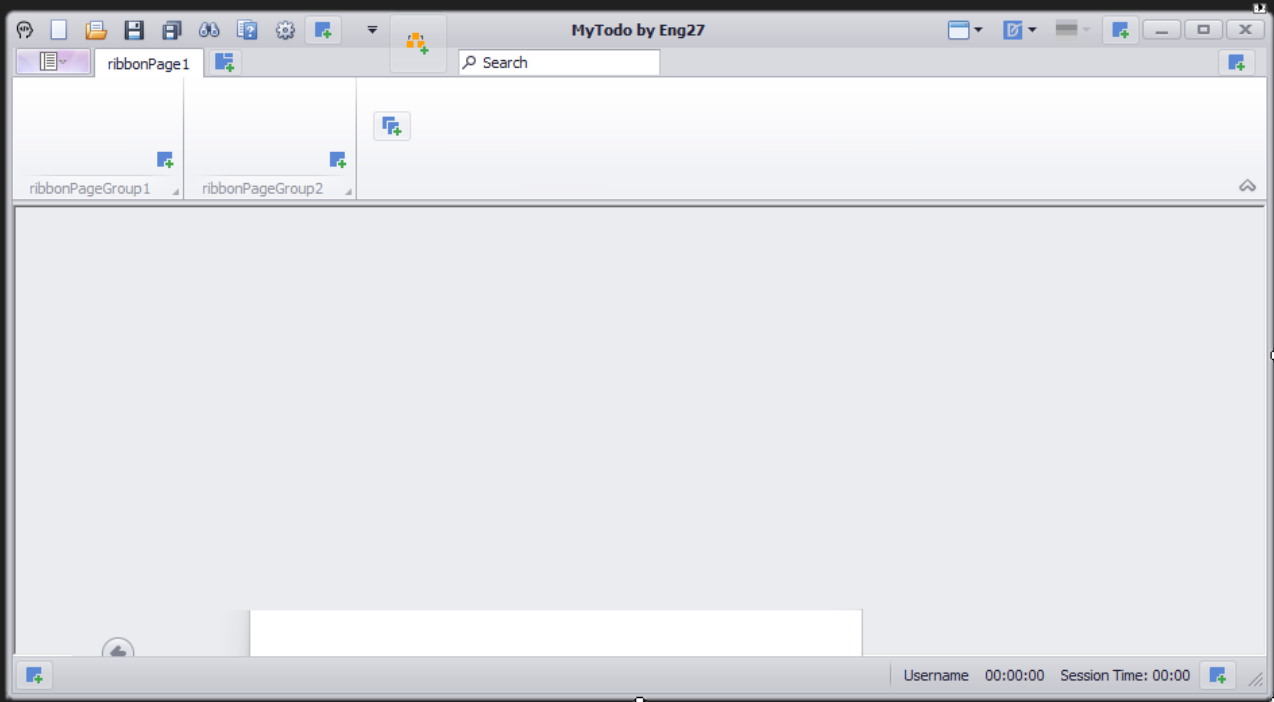 MyTodo by Eng27
ribbonPage1
Search
ribbonPageGroup1
ribbonPageGroup2
Username 00:00:00 Session Time: 00:00